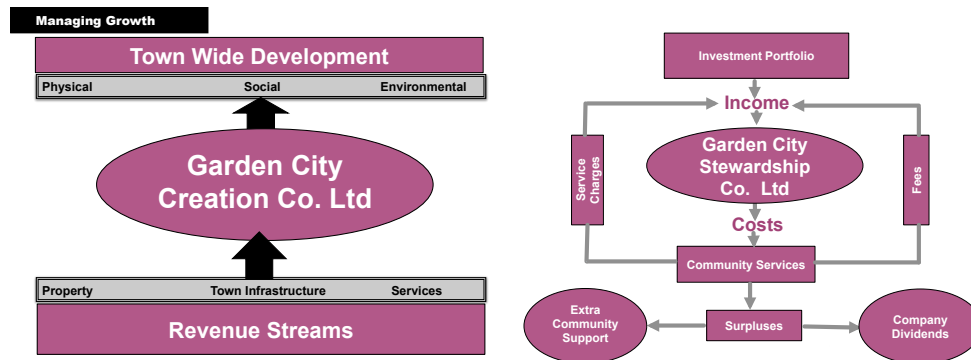 Managing Growth
Town Wide Development
Physical Social Environmental
Garden City
Creation Co. Ltd
Property Town Infrastructure Services
Revenue Streams
Investment Portfolio
Income
Garden City
Stewardship
Co. Ltd
Service
Charges
Fees
Costs
Community Services
Extra
Community
Support
Surpluses
Company
Dividends